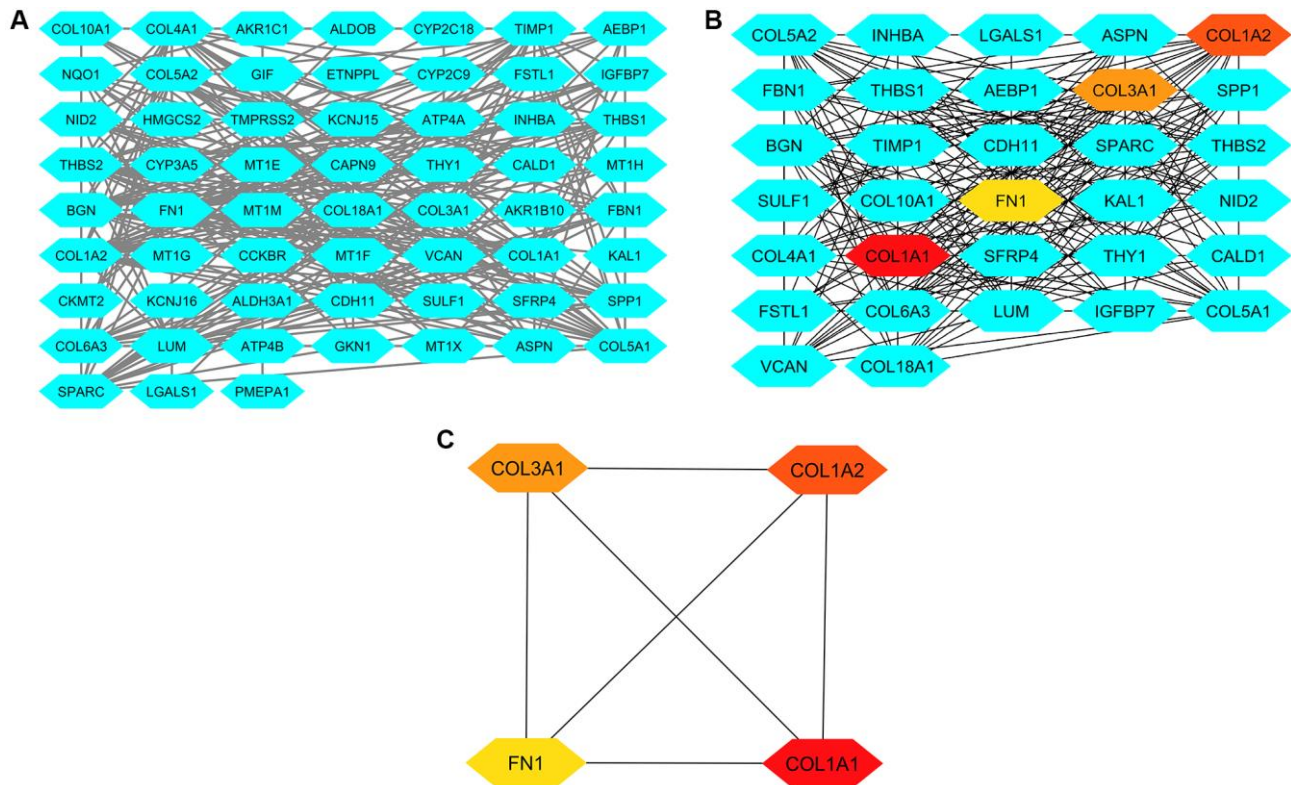 A
COL10A1 COL4A1 AKR1C1 ALDOB CYP2C18 TIMP1 AEBP1
NQO1 COL5A2 GIF ETNPPL CYP2C9 FSTL1 IGFBP7
NID2 HMGCS2 TMPRSS2 KCNJ15 ATP4A INHBA THBS1
THBS2 CYP3A5 MT1E CAPN9 THY1 CALD1 MT1H
BGN FN1 MT1M COL18A1 COL3A1 AKR1B10 FBN1
COL1A2 MT1G CCKBR MT1F VCAN COL1A1 KAL1
CKMT2 KCNJ16 ALDH3A1 CDH11 SULF1 SFRP4 SPP1
COL6A3 LUM ATP4B GKN1 MT1X ASPN COL5A1
SPARC LGALS1 PMEPA1
B
COL5A2 INHBA LGALS1 ASPN COL1A2
FBN1 THBS1 AEBP1 COL3A1 SPP1
BGN TIMP1 CDH11 SPARC THBS2
SULF1 COL10A1 FN1 KAL1 NID2
COL4A1 COL1A1 SFRP4 THY1 CALD1
FSTL1 COL6A3 LUM IGFBP7 COL5A1
VCAN COL18A1
C
COL3A1 COL1A2
FN1 COL1A1